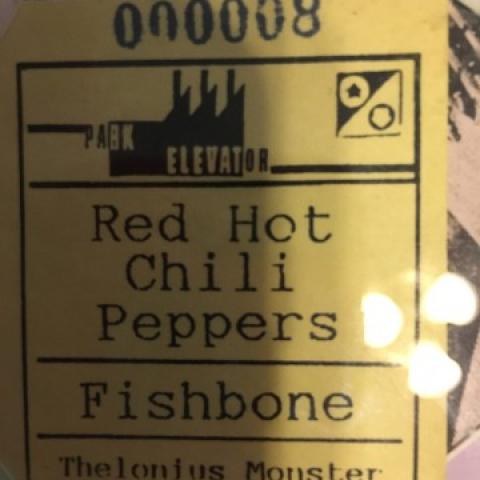 000008
PARK
ELEVATOR
Red Hot
Chili
Peppers
Fishbone
Thelonius Monster